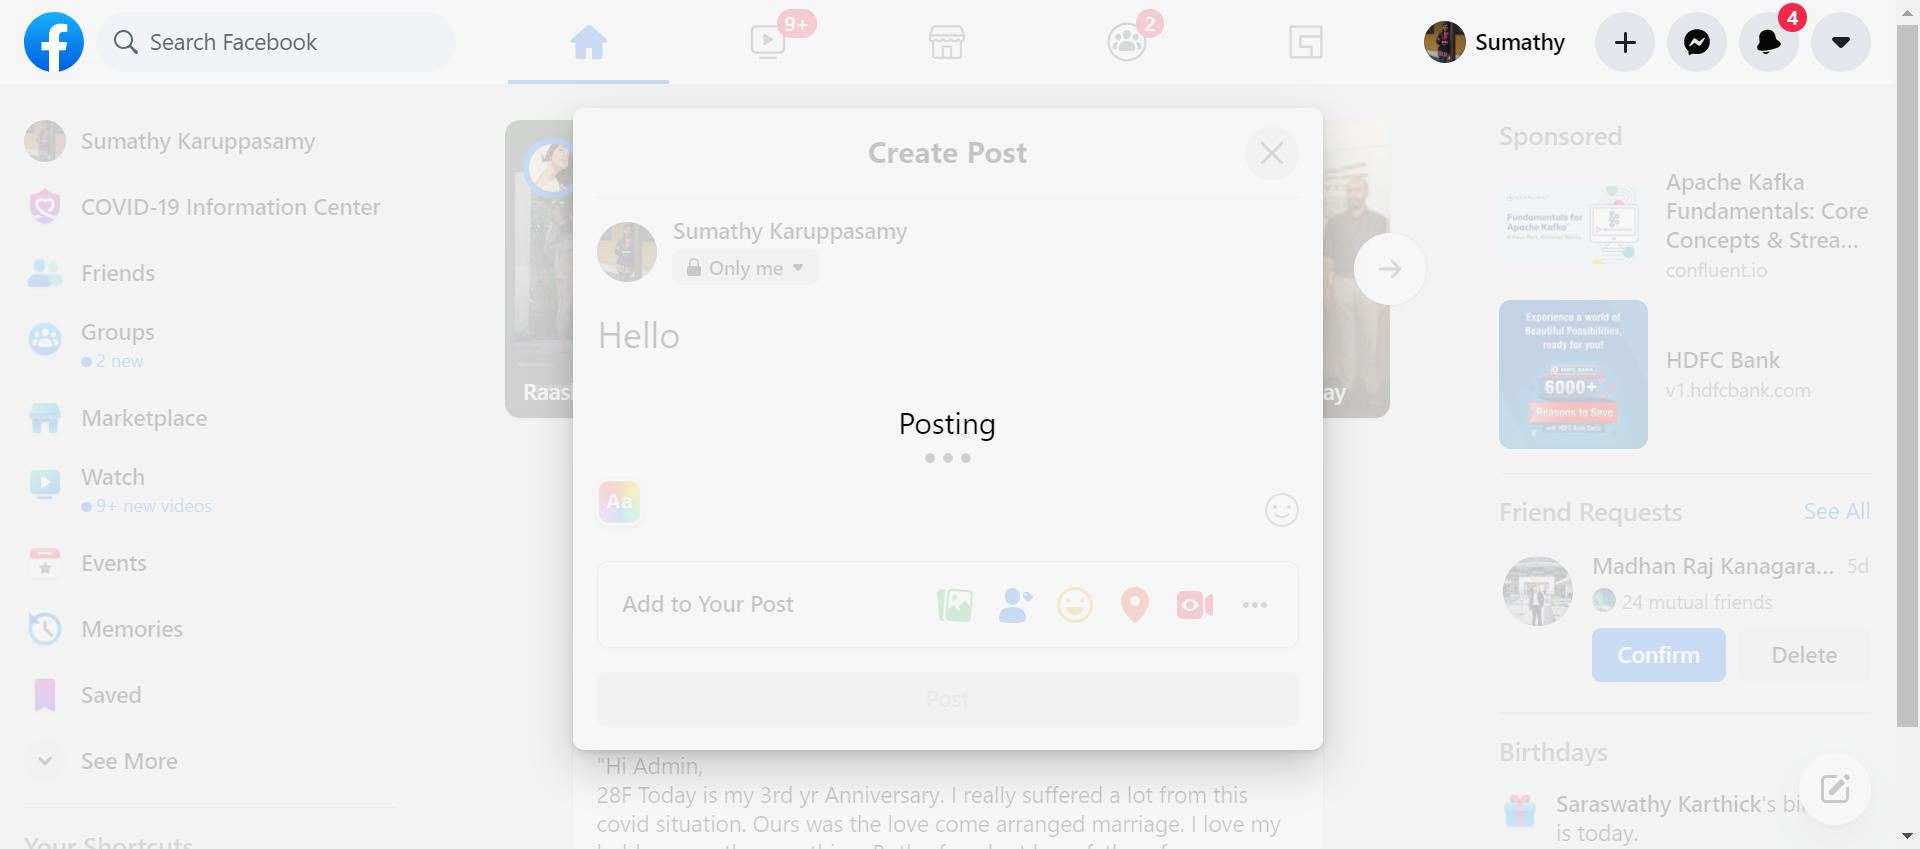 Search Facebook
9+
2
Sumathy
4
Sumathy Karuppasamy
COVID-19 Information Center
Friends
Groups
2 new
Marketplace
Watch
9+ new videos
Events
Memories
Saved
See More
Your Shortcuts
Create Post
Sumathy Karuppasamy
Only me
Hello
Posting
Aa
Add to Your Post
Post
"Hi Admin,
28F Today is my 3rd yr Anniversary. I really suffered a lot from this
covid situation. Ours was the love come arranged marriage. I love my
Sponsored
Fundamentals for
Apache Kafka
Apache Kafka
Fundamentals: Core
Concepts & Strea...
confluent.io
Experience a world of
Beautiful Possibilities,
ready for you!
HDFC BANK
6000+
Reasons to Save
with HDFC Bank Cards
HDFC Bank
v1.hdfcbank.com
Friend Requests
See All
Madhan Raj Kanagara...
5d
24 mutual friends
Confirm
Delete
Birthdays
Saraswathy Karthick's bi
is today.